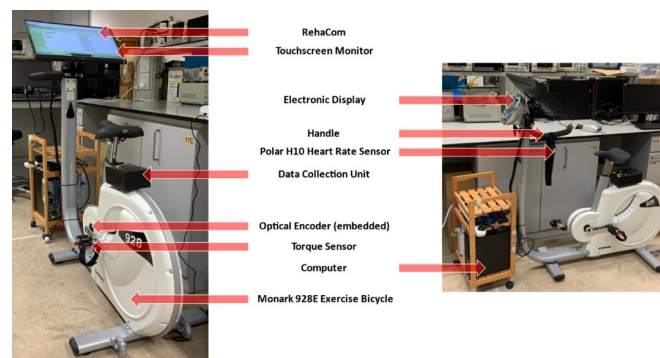 RehaCom
Touchscreen Monitor
Electronic Display
Handle
Polar H10 Heart Rate Sensor
Data Collection Unit
Optical Encoder (embedded)
Torque Sensor
Computer
Monark 928E Exercise Bicycle
928